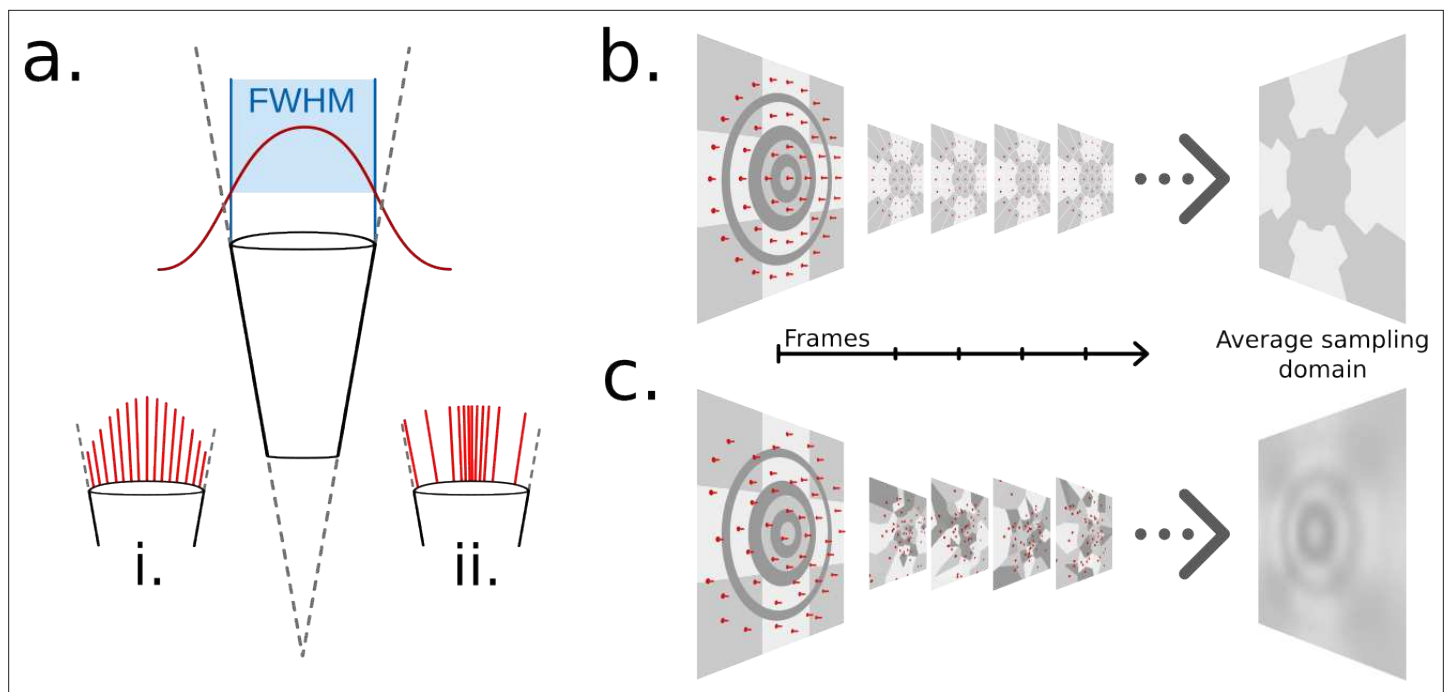 a.
FWHM
i.
ii.
b.
Frames
Average sampling
domain
c.